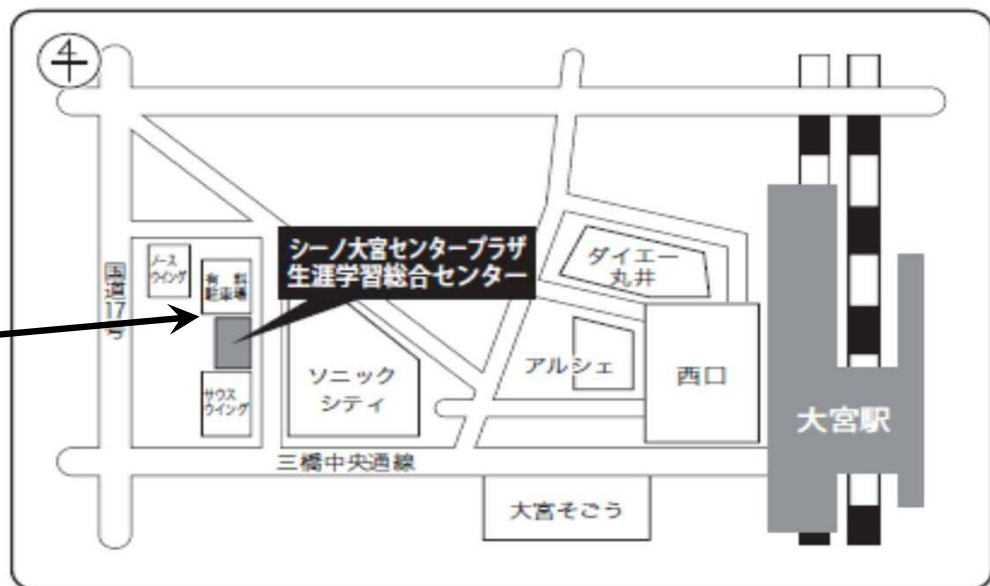 シーノ大宮センタープラザ
生涯学習総合センター
ノース
ウイング
有料
駐車場
国道17号
サウス
ウイング
ソニック
シティ
ダイエー
丸井
アルシェ
西口
大宮駅
三橋中央通線
大宮そごう